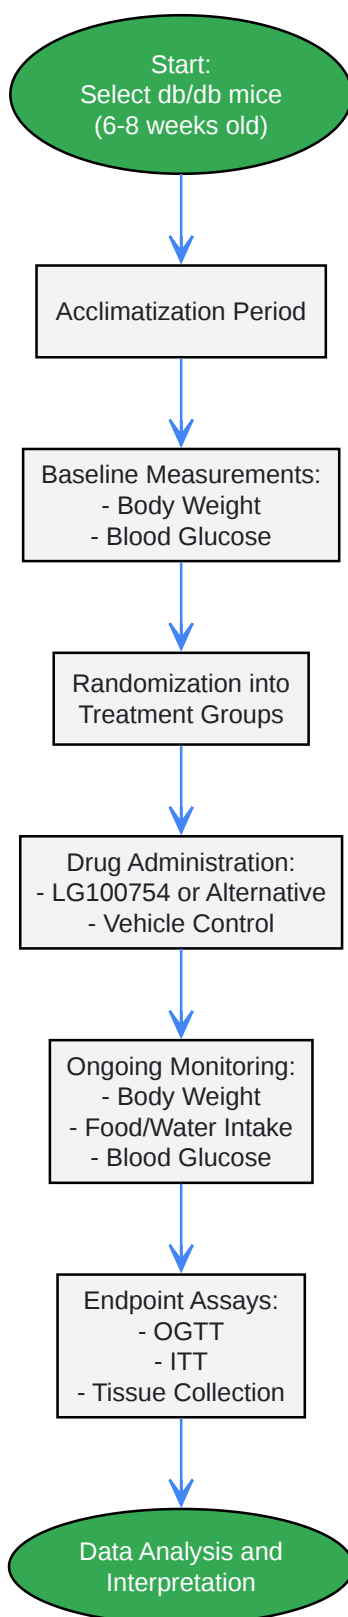 Start:
Select db/db mice
(6-8 weeks old)
Acclimatization Period
Baseline Measurements:
- Body Weight
- Blood Glucose
Randomization into
Treatment Groups
Drug Administration:
- LG100754 or Alternative
- Vehicle Control
Ongoing Monitoring:
- Body Weight
- Food/Water Intake
- Blood Glucose
Endpoint Assays:
- OGTT
- ITT
- Tissue Collection
Data Analysis and
Interpretation